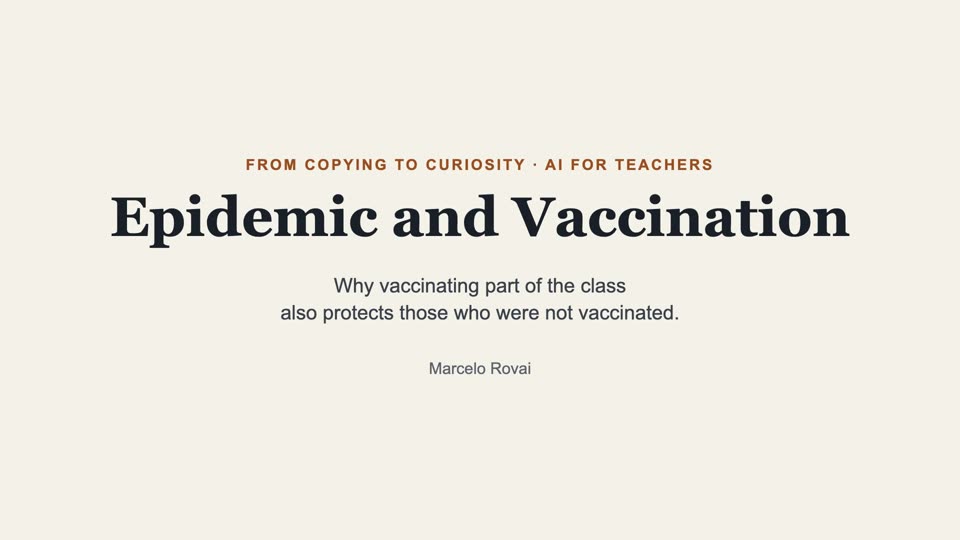 FROM COPYING TO CURIOSITY · AI FOR TEACHERS
Epidemic and Vaccination
Why vaccinating part of the class
also protects those who were not vaccinated.
Marcelo Rovai